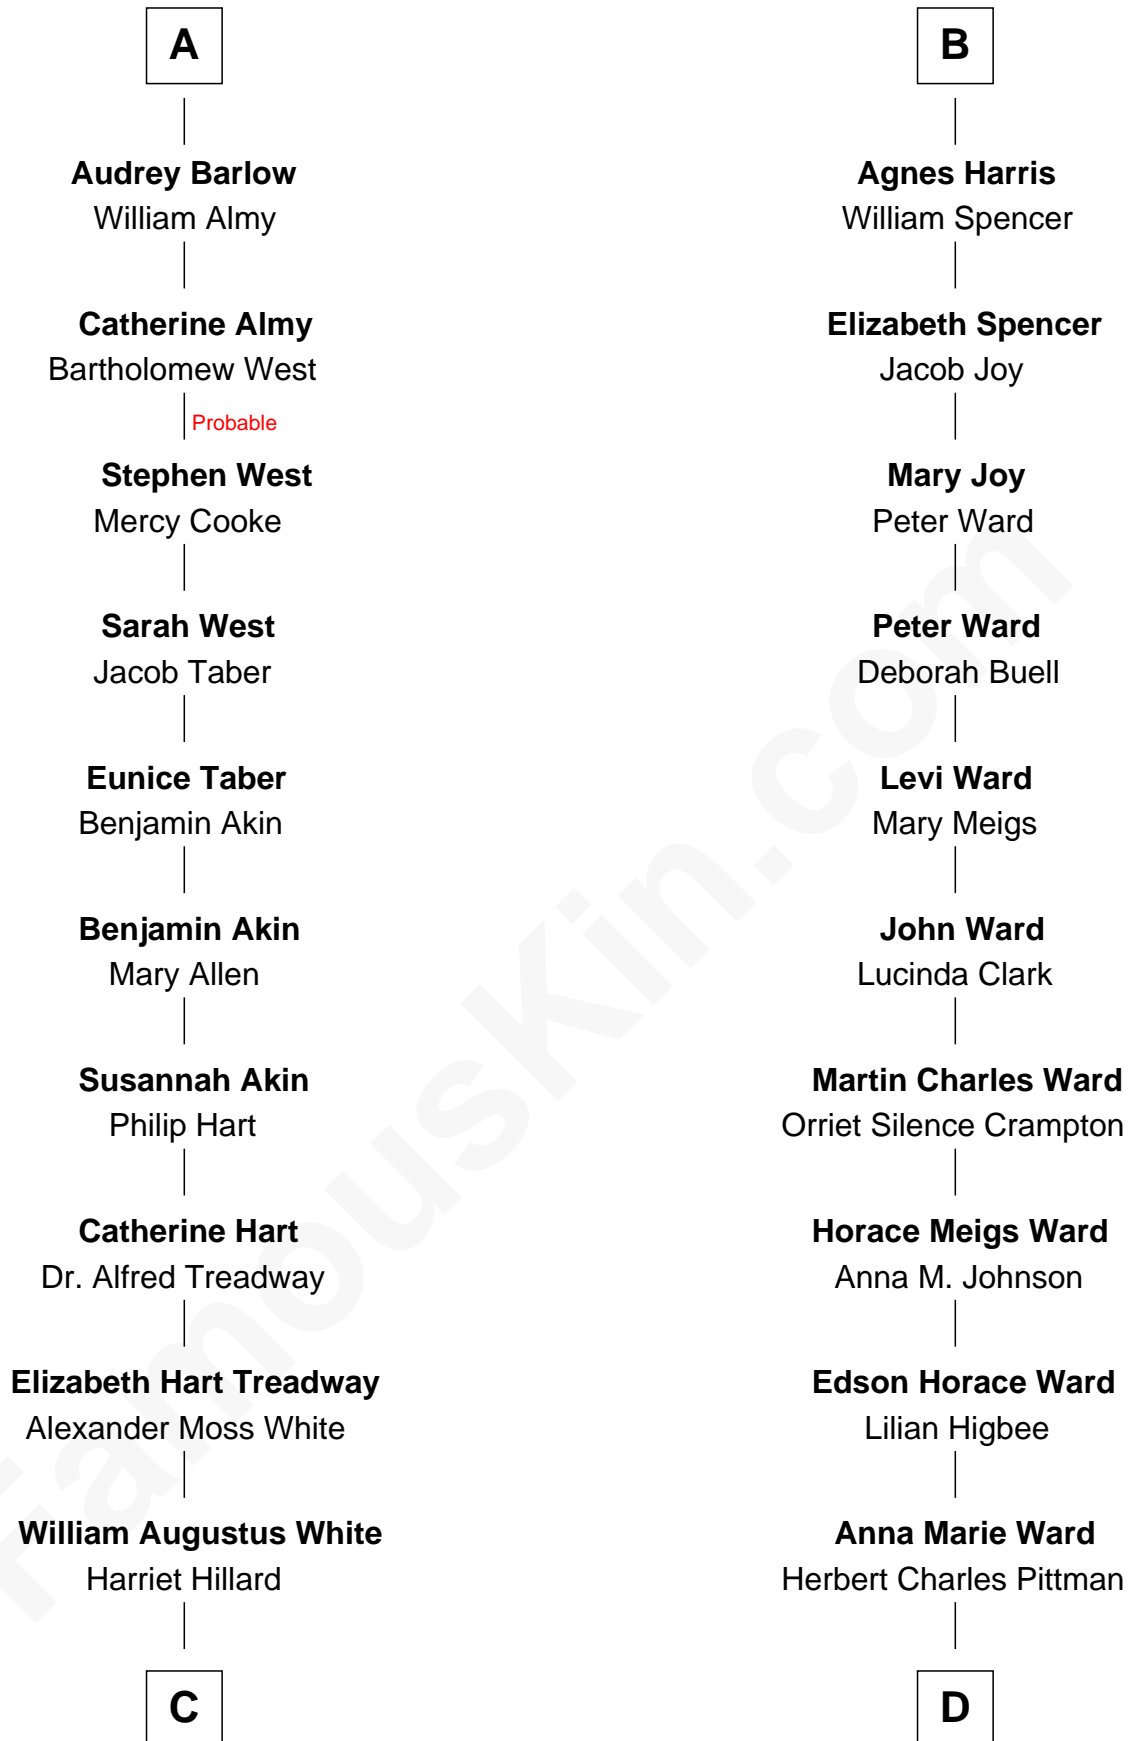 A
Audrey Barlow
William Almy
Catherine Almy
Bartholomew West
Probable
Stephen West
Mercy Cooke
Sarah West
Jacob Taber
Eunice Taber
Benjamin Akin
Benjamin Akin
Mary Allen
Susannah Akin
Philip Hart
Catherine Hart
Dr. Alfred Treadway
Elizabeth Hart Treadway
Alexander Moss White
William Augustus White
Harriet Hillard
C
B
Agnes Harris
William Spencer
Elizabeth Spencer
Jacob Joy
Mary Joy
Peter Ward
Peter Ward
Deborah Buell
Levi Ward
Mary Meigs
John Ward
Lucinda Clark
Martin Charles Ward
Orriet Silence Crampton
Horace Meigs Ward
Anna M. Johnson
Edson Horace Ward
Lilian Higbee
Anna Marie Ward
Herbert Charles Pittman
D
FamousKin.com